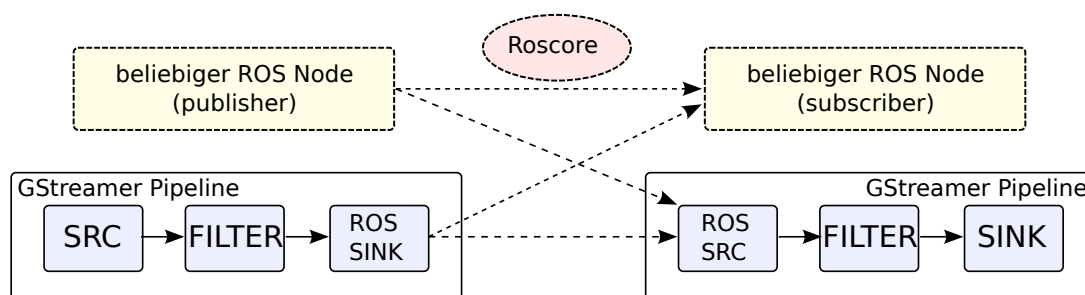 Roscore
beliebiger ROS Node
(publisher)
beliebiger ROS Node
(subscriber)
GStreamer Pipeline
SRC
FILTER
ROS
SINK
GStreamer Pipeline
ROS
SRC
FILTER
SINK